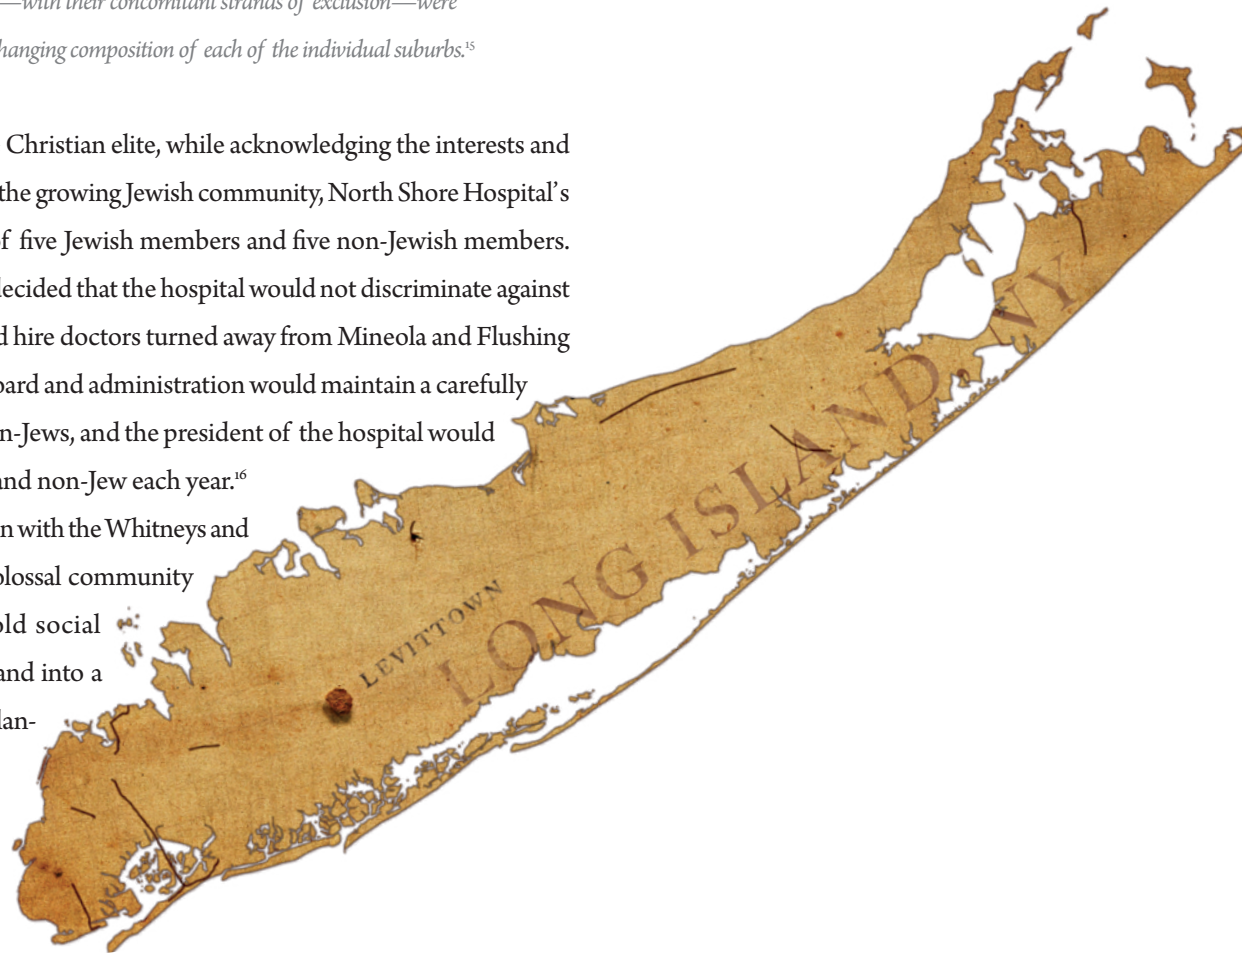 —with their concomitant strands of exclusion—were
hanging composition of each of the individual suburbs.15
Christian elite, while acknowledging the interests and
the growing Jewish community, North Shore Hospital’s
of five Jewish members and five non-Jewish members.
decided that the hospital would not discriminate against
d hire doctors turned away from Mineola and Flushing
oard and administration would maintain a carefully
n-Jews, and the president of the hospital would
and non-Jew each year.16
n with the Whitneys and
olossal community
old social
and into a
lan-
LEVITTOWN
LONG ISLAND NY